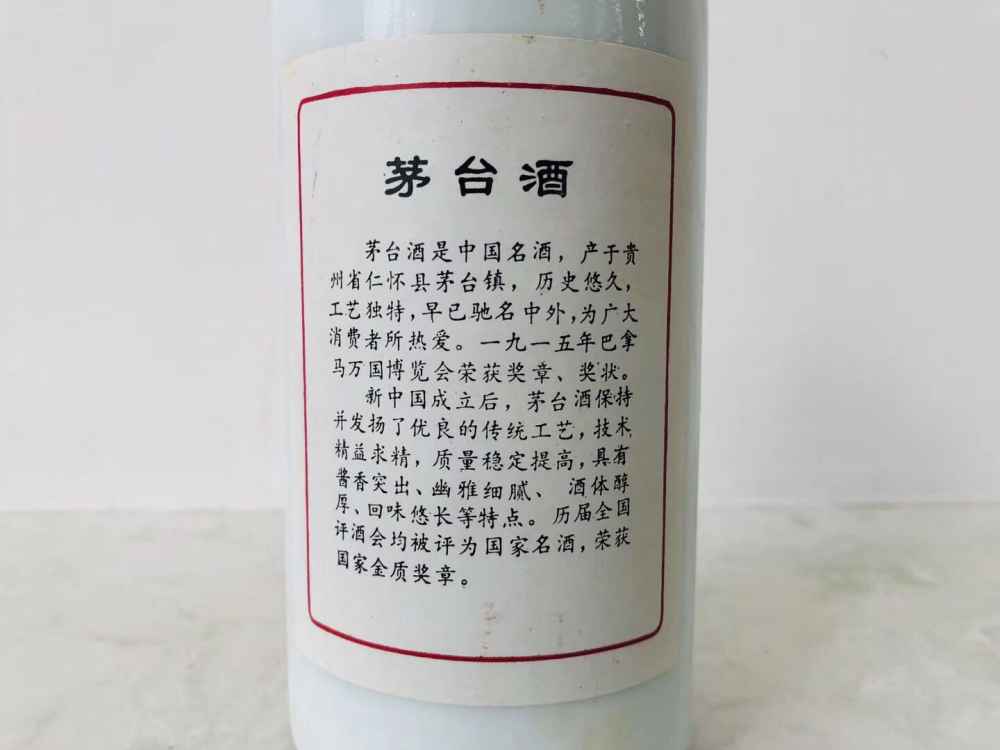 茅台酒
茅台酒是中国名酒，产于贵
州省仁怀县茅台镇，历史悠久，
工艺独特，早已驰名中外，为广大
消费者所热爱。一九一五年巴拿
马万国博览会荣获奖章、奖状。
新中国成立后，茅台酒保持
并发扬了优良的传统工艺，技术
精益求精，质量稳定提高，具有
酱香突出、幽雅细腻、酒体醇
厚、回味悠长等特点。历届全国
评酒会均被评为国家名酒，荣获
国家金质奖章。